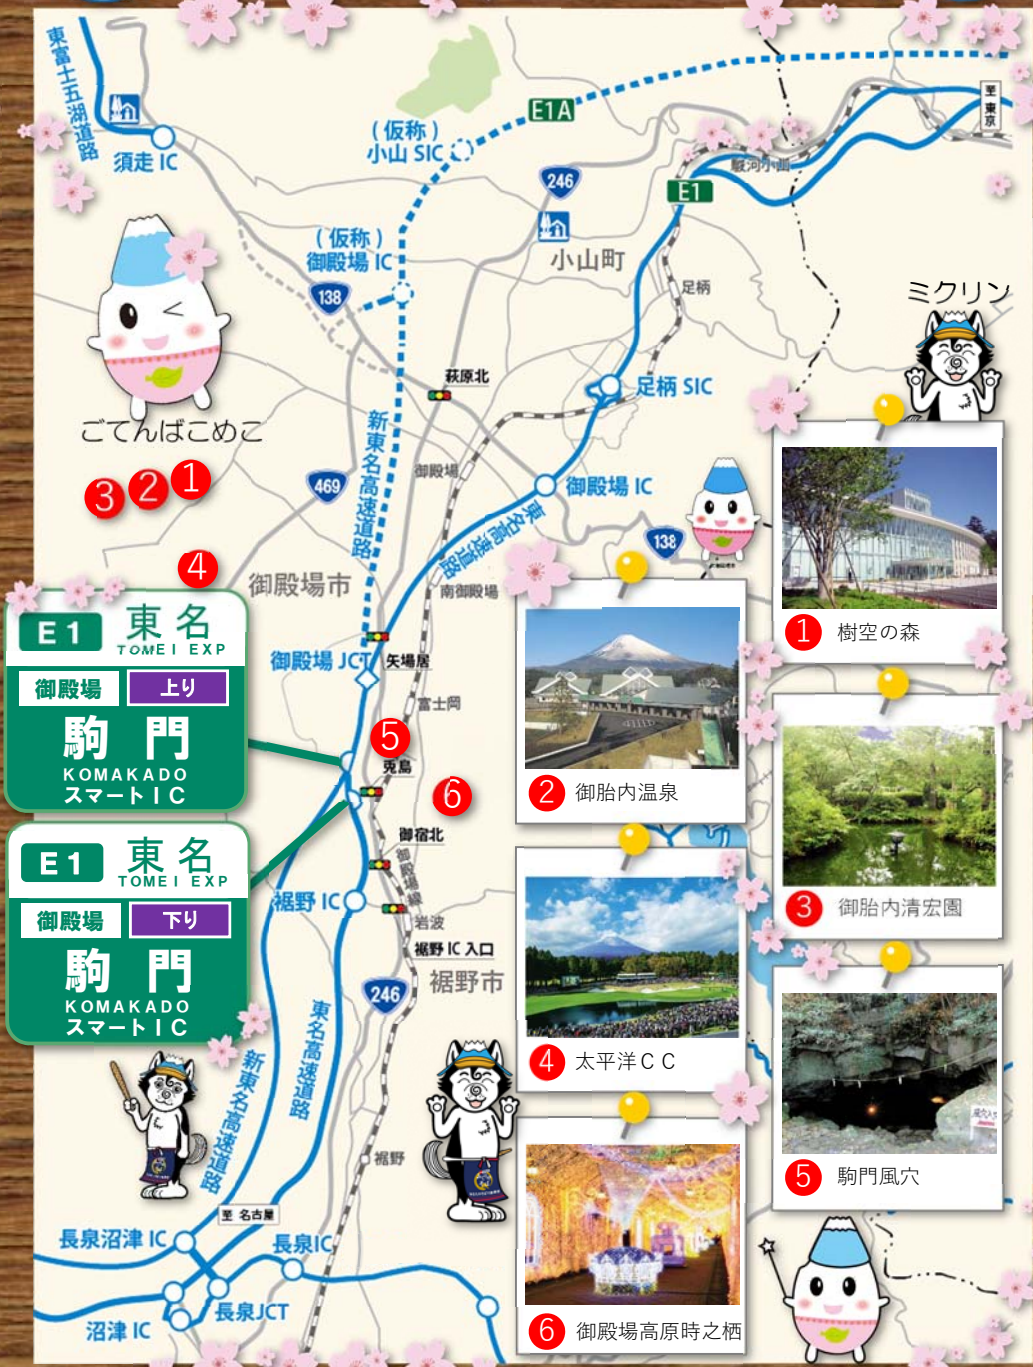 東富士五湖道路
須走 IC
(仮称)
小山 SIC
E1A
至 東京
246
駿河小山
E1
小山町
(仮称)
御殿場 IC
138
足柄
ミクリン
萩原北
足柄 SIC
ごてんばこめこ
新東名高速道路
御殿場
御殿場 IC
469
東名高速道路
138
3
2
1
4
御殿場市
南御殿場
御殿場 JCT
矢場居
富士岡
E1 東名
TOMEI EXP
御殿場 上り
駒門
KOMAKADO
スマートIC
5
兎島
6
御宿北
御殿場線
E1 東名
TOMEI EXP
御殿場 下り
駒門
KOMAKADO
スマートIC
裾野 IC
岩波
裾野 IC 入口
裾野市
246
東名高速道路
新東名高速道路
裾野
至 名古屋
長泉沼津 IC
長泉IC
長泉JCT
沼津 IC
1 樹空の森
2 御胎内温泉
3 御胎内清宏園
4 太平洋CC
5 駒門風穴
6 御殿場高原時之栖